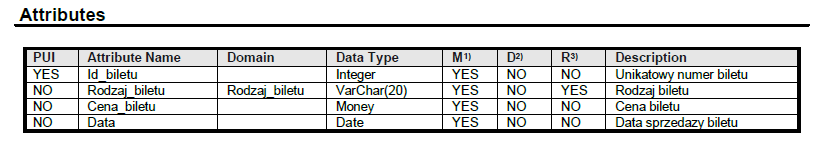 Attributes
PUI Attribute Name Domain Data Type M1) D2) R3) Description
YES Id_biletu Integer YES NO NO Unikatowy numer biletu
NO Rodzaj_biletu Rodzaj_biletu VarChar(20) YES NO YES Rodzaj biletu
NO Cena_biletu Money YES NO NO Cena biletu
NO Data Date YES NO NO Data sprzedazy biletu